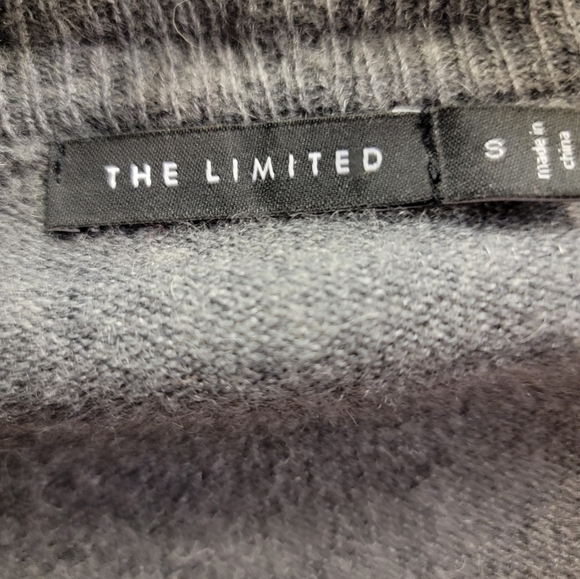 THE LIMITED
S
made in
china